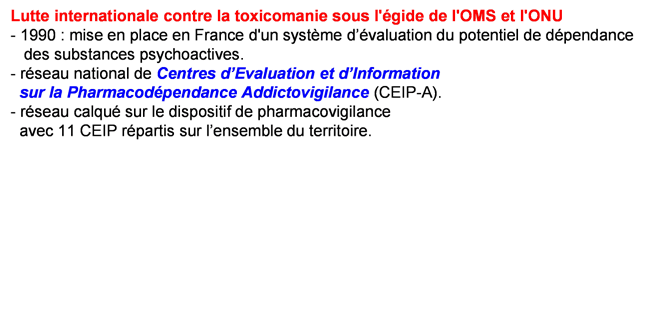 Lutte internationale contre la toxicomanie sous l'égide de l'OMS et l'ONU
- 1990 : mise en place en France d'un système d’évaluation du potentiel de dépendance
des substances psychoactives.
- réseau national de Centres d’Evaluation et d’Information
sur la Pharmacodépendance Addictovigilance (CEIP-A).
- réseau calqué sur le dispositif de pharmacovigilance
avec 11 CEIP répartis sur l’ensemble du territoire.